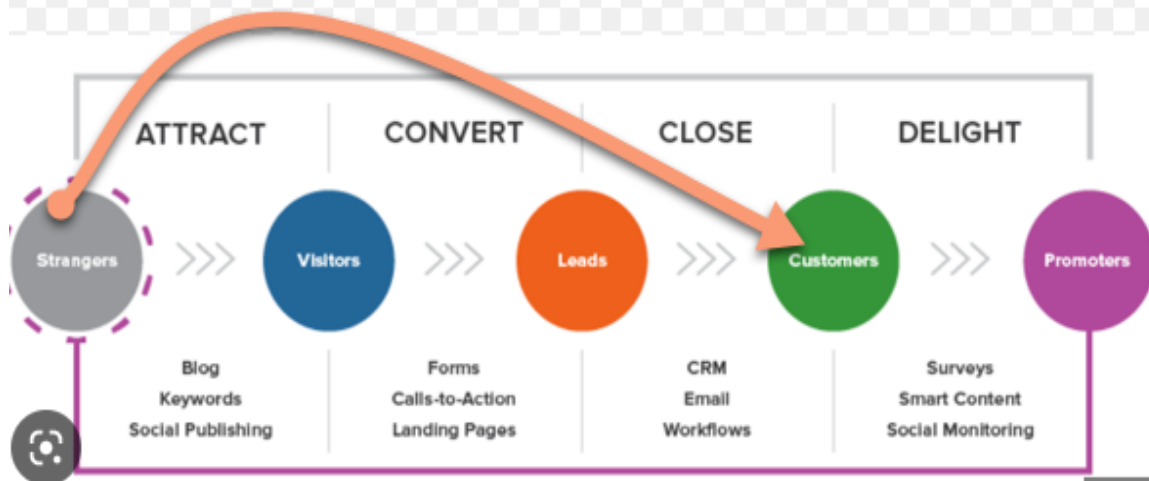 ATTRACT
CONVERT
CLOSE
DELIGHT
Strangers
Visitors
Leads
Customers
Promoters
Blog
Keywords
Social Publishing
Forms
Calls-to-Action
Landing Pages
CRM
Email
Workflows
Surveys
Smart Content
Social Monitoring